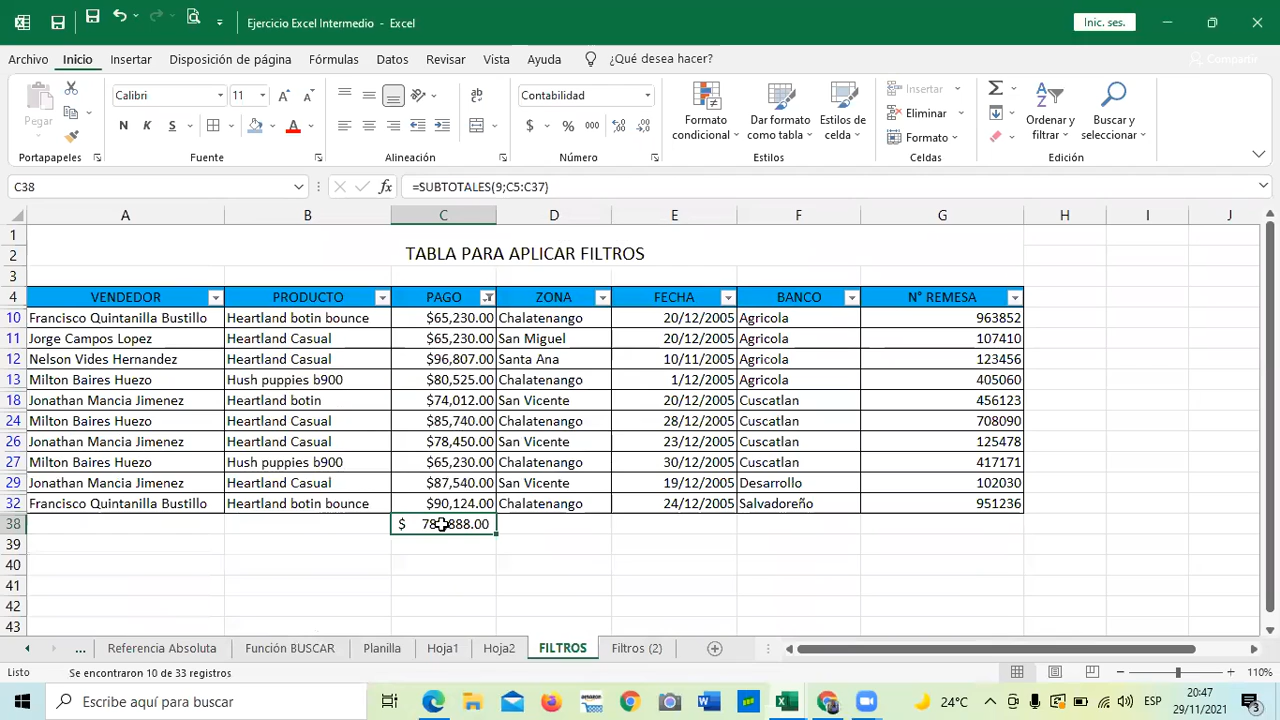 Ejercicio Excel Intermedio - Excel
Inic. ses.
Archivo Inicio Insertar Disposición de página Fórmulas Datos Revisar Vista Ayuda ¿Qué desea hacer? Compartir
Pegar
Calibri 11
N K S
Contabilidad
$ % 000
Formato condicional
Dar formato como tabla
Estilos de celda
Insertar
Eliminar
Formato
Ordenar y filtrar
Buscar y seleccionar
Portapapeles Fuente Alineación Número Estilos Celdas Edición
C38 fx =SUBTOTALES(9;C5:C37)
A B C D E F G H I J
1
2 TABLA PARA APLICAR FILTROS
3
4 VENDEDOR PRODUCTO PAGO ZONA FECHA BANCO N° REMESA
10 Francisco Quintanilla Bustillo Heartland botin bounce $65,230.00 Chalatenango 20/12/2005 Agricola 963852
11 Jorge Campos Lopez Heartland Casual $65,230.00 San Miguel 20/12/2005 Agricola 107410
12 Nelson Vides Hernandez Heartland Casual $96,807.00 Santa Ana 10/11/2005 Agricola 123456
13 Milton Baires Huezo Hush puppies b900 $80,525.00 Chalatenango 1/12/2005 Agricola 405060
18 Jonathan Mancia Jimenez Heartland botin $74,012.00 San Vicente 20/12/2005 Cuscatlan 456123
24 Milton Baires Huezo Heartland Casual $85,740.00 Chalatenango 28/12/2005 Cuscatlan 708090
26 Jonathan Mancia Jimenez Heartland Casual $78,450.00 San Vicente 23/12/2005 Cuscatlan 125478
27 Milton Baires Huezo Hush puppies b900 $65,230.00 Chalatenango 30/12/2005 Cuscatlan 417171
29 Jonathan Mancia Jimenez Heartland Casual $87,540.00 San Vicente 19/12/2005 Desarrollo 102030
32 Francisco Quintanilla Bustillo Heartland botin bounce $90,124.00 Chalatenango 24/12/2005 Salvadoreño 951236
38 $
39
40
41
42
43
... Referencia Absoluta Función BUSCAR Planilla Hoja1 Hoja2 FILTROS Filtros (2)
Listo Se encontraron 10 de 33 registros 110%
Escribe aquí para buscar
24°C ESP 20:47
29/11/2021